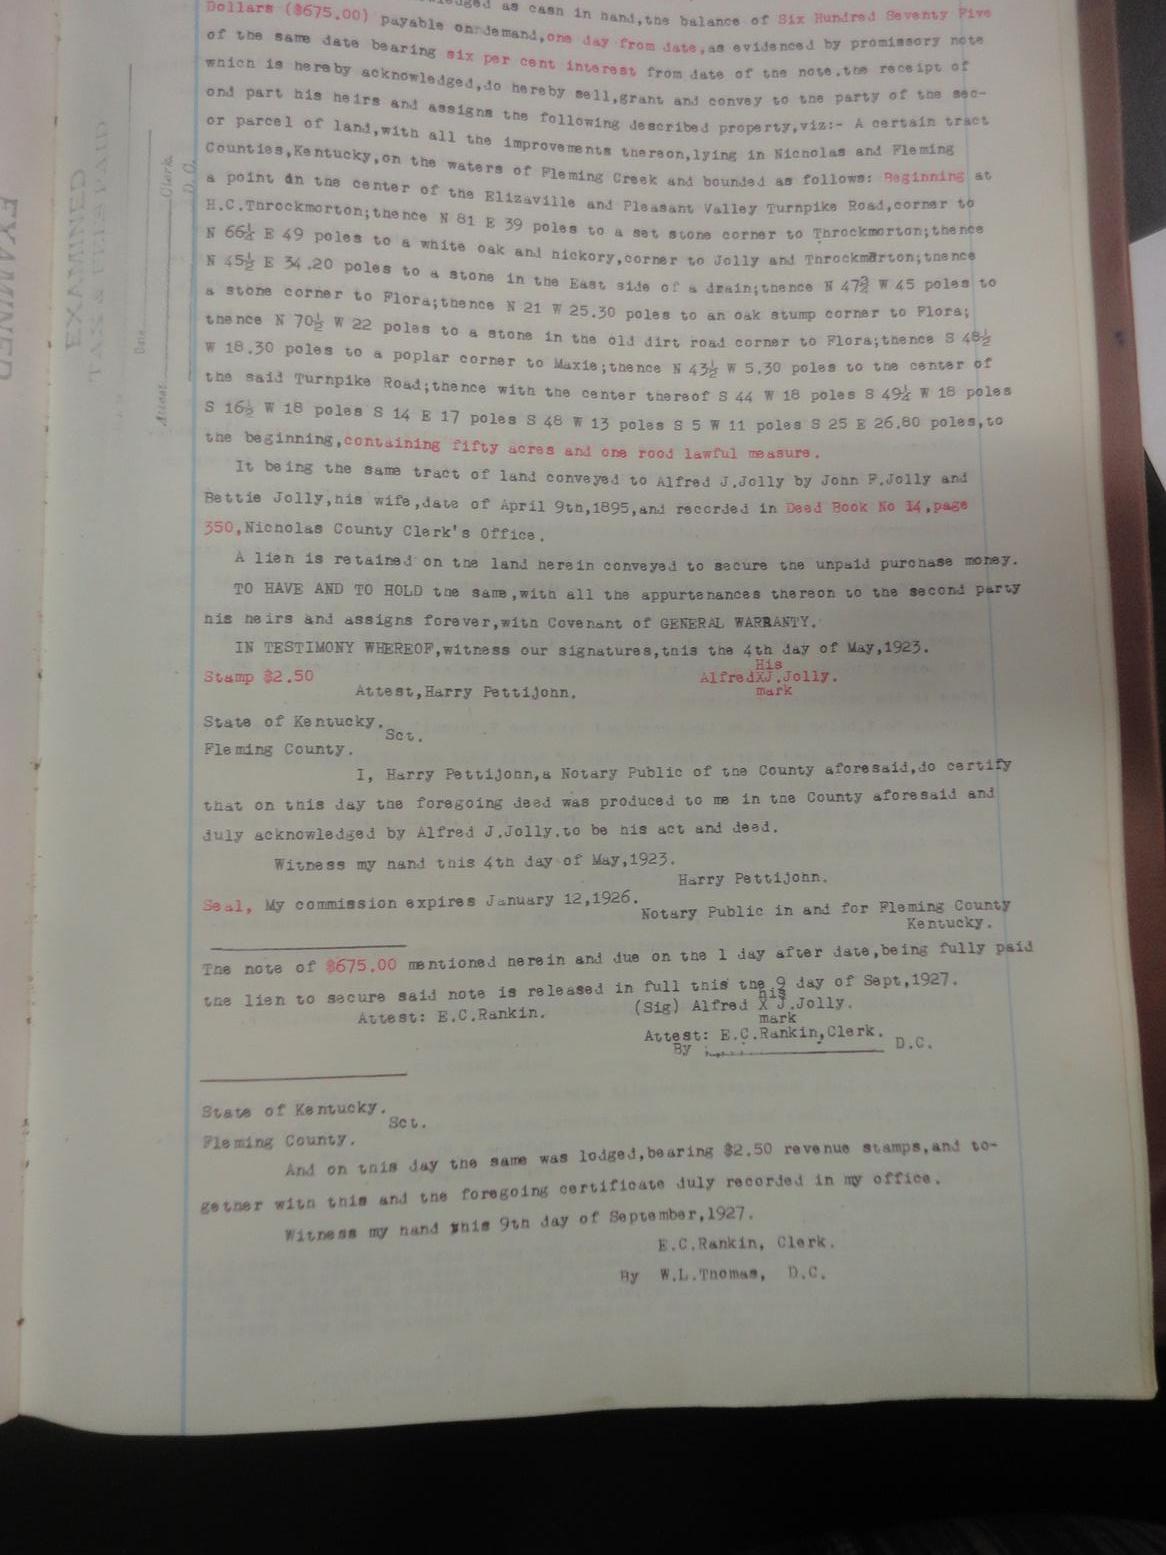 as cash in hand,the balance of Six Hundred Seventy Five
Dollars ($675.00) payable on demand,one day from date,as evidenced by promissory note
of the same date bearing six per cent interest from date of the note.the receipt of
which is hereby acknowledged,do hereby sell,grant and convey to the party of the sec-
ond part his heirs and assigns the following described property,viz:- A certain tract
or parcel of land,with all the improvements thereon,lying in Nicholas and Fleming
Counties,Kentucky,on the waters of Fleming Creek and bounded as follows: Beginning at
a point in the center of the Elizaville and Pleasant Valley Turnpike Road,corner to
H.C.Throckmorton;thence N 81 E 39 poles to a set stone corner to Throckmorton;thence
N 66½ E 49 poles to a white oak and hickory,corner to Jolly and Throckmorton;thence
N 45½ E 34.20 poles to a stone in the East side of a drain;thence N 47¾ W 45 poles to
a stone corner to Flora;thence N 21 W 25.30 poles to an oak stump corner to Flora;
thence N 70½ W 22 poles to a stone in the old dirt road corner to Flora;thence S 48½
W 18.30 poles to a poplar corner to Maxie;thence N 43½ W 5.30 poles to the center of
the said Turnpike Road;thence with the center thereof S 44 W 18 poles S 49½ W 18 poles
S 16½ W 18 poles S 14 E 17 poles S 48 W 13 poles S 5 W 11 poles S 25 E 26.80 poles,to
the beginning,containing fifty acres and one rood lawful measure.
It being the same tract of land conveyed to Alfred J.Jolly by John F.Jolly and
Bettie Jolly,his wife,date of April 9th,1895,and recorded in Deed Book No 14,page
350,Nicholas County Clerk's Office.
A lien is retained on the land herein conveyed to secure the unpaid purchase money.
TO HAVE AND TO HOLD the same,with all the appurtenances thereon to the second party
his heirs and assigns forever,with Covenant of GENERAL WARRANTY.
IN TESTIMONY WHEREOF,witness our signatures,this the 4th day of May,1923.
His
Stamp $2.50 AlfredXJ.Jolly.
Attest,Harry Pettijohn. mark
State of Kentucky.
Sct.
Fleming County.
I, Harry Pettijohn,a Notary Public of the County aforesaid,do certify
that on this day the foregoing deed was produced to me in the County aforesaid and
duly acknowledged by Alfred J.Jolly.to be his act and deed.
Witness my hand this 4th day of May,1923.
Harry Pettijohn.
Seal, My commission expires January 12,1926.
Notary Public in and for Fleming County
Kentucky.
The note of $675.00 mentioned herein and due on the 1 day after date,being fully paid
the lien to secure said note is released in full this the 9 day of Sept,1927.
his
Attest: E.C.Rankin. (Sig) Alfred X J.Jolly.
mark
Attest: E.C.Rankin,Clerk.
By D.C.
State of Kentucky.
Sct.
Fleming County.
And on this day the same was lodged,bearing $2.50 revenue stamps,and to-
gether with this and the foregoing certificate duly recorded in my office.
Witness my hand this 9th day of September,1927.
E.C.Rankin, Clerk.
By W.L.Thomas, D.C.
EXAMINED
Date
Attest Clerk
D. C.
EXAMINED